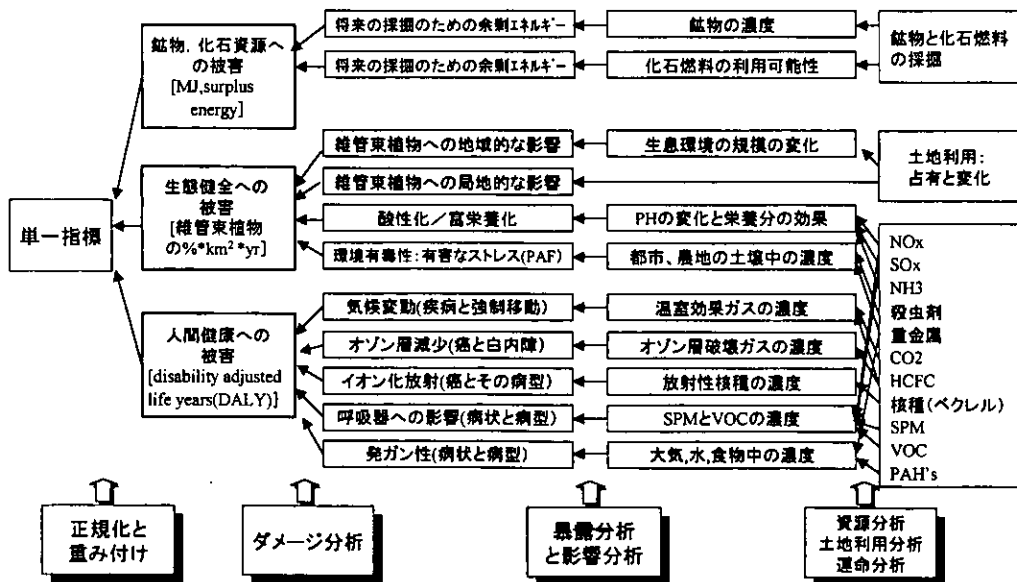 単一指標
鉱物，化石資源へ
の被害
[MJ,surplus
energy]
生態健全への
被害
[維管束植物
の%*km²*yr]
人間健康への
被害
[disability adjusted
life years(DALY)]
将来の採掘のための余剰エネルギー
将来の採掘のための余剰エネルギー
維管束植物への地域的な影響
維管束植物への局地的な影響
酸性化／富栄養化
環境有毒性:有害なストレス(PAF)
気候変動(疾病と強制移動)
オゾン層減少(癌と白内障)
イオン化放射(癌とその病型)
呼吸器への影響(病状と病型)
発ガン性(病状と病型)
鉱物の濃度
化石燃料の利用可能性
生息環境の規模の変化
PHの変化と栄養分の効果
都市、農地の土壌中の濃度
温室効果ガスの濃度
オゾン層破壊ガスの濃度
放射性核種の濃度
SPMとVOCの濃度
大気,水,食物中の濃度
鉱物と化石燃料
の採掘
土地利用：
占有と変化
NOx
SOx
NH3
殺虫剤
重金属
CO2
HCFC
核種(ベクレル)
SPM
VOC
PAH's
正規化と
重み付け
ダメージ分析
暴露分析
と影響分析
資源分析
土地利用分析
運命分析